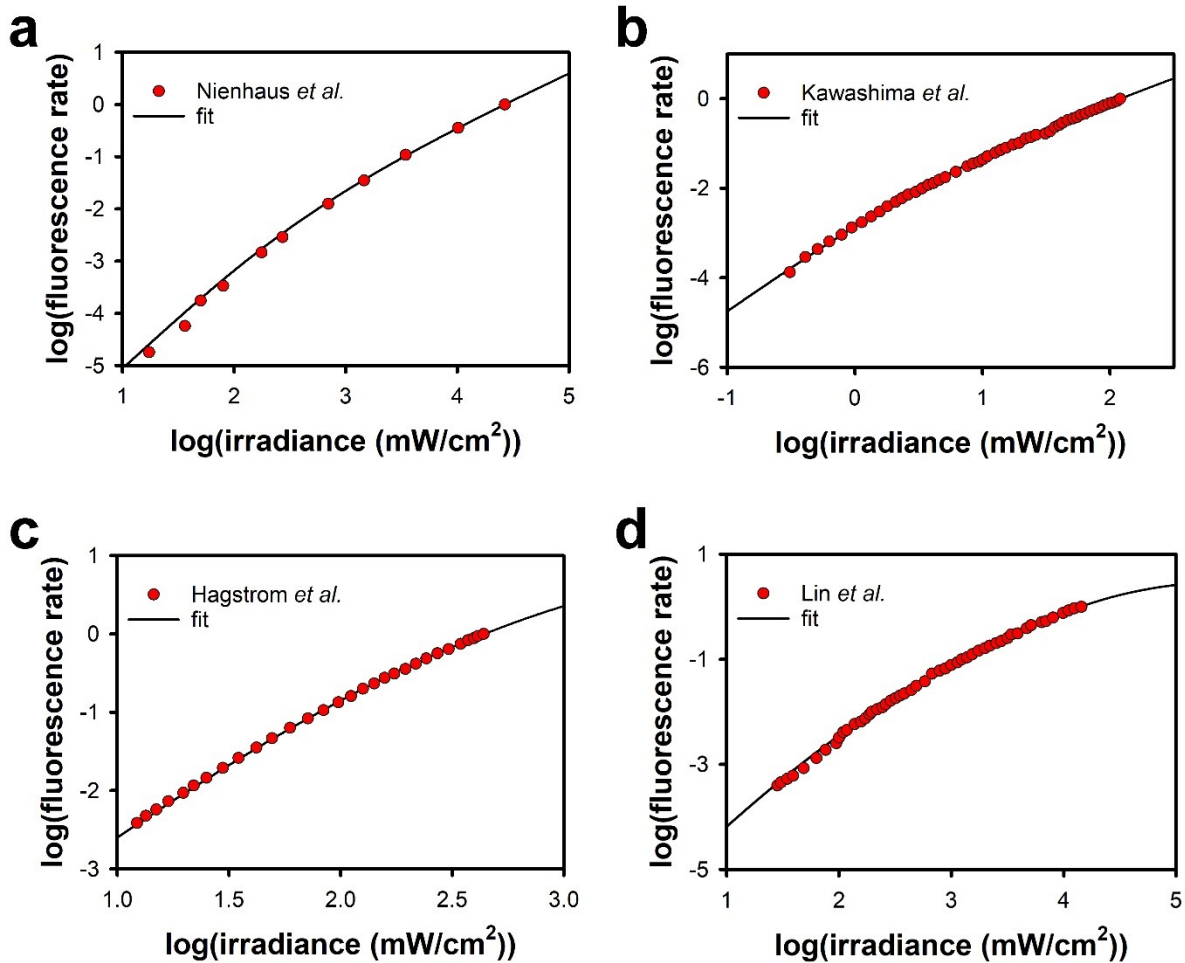 a
log(fluorescence rate)
1
0
-1
-2
-3
-4
-5
Nienhaus et al.
fit
1 2 3 4 5
log(irradiance (mW/cm²))
b
log(fluorescence rate)
0
-2
-4
-6
Kawashima et al.
fit
-1 0 1 2
log(irradiance (mW/cm²))
c
log(fluorescence rate)
1
0
-1
-2
-3
Hagstrom et al.
fit
1.0 1.5 2.0 2.5 3.0
log(irradiance (mW/cm²))
d
log(fluorescence rate)
1
-1
-3
-5
Lin et al.
fit
1 2 3 4 5
log(irradiance (mW/cm²))